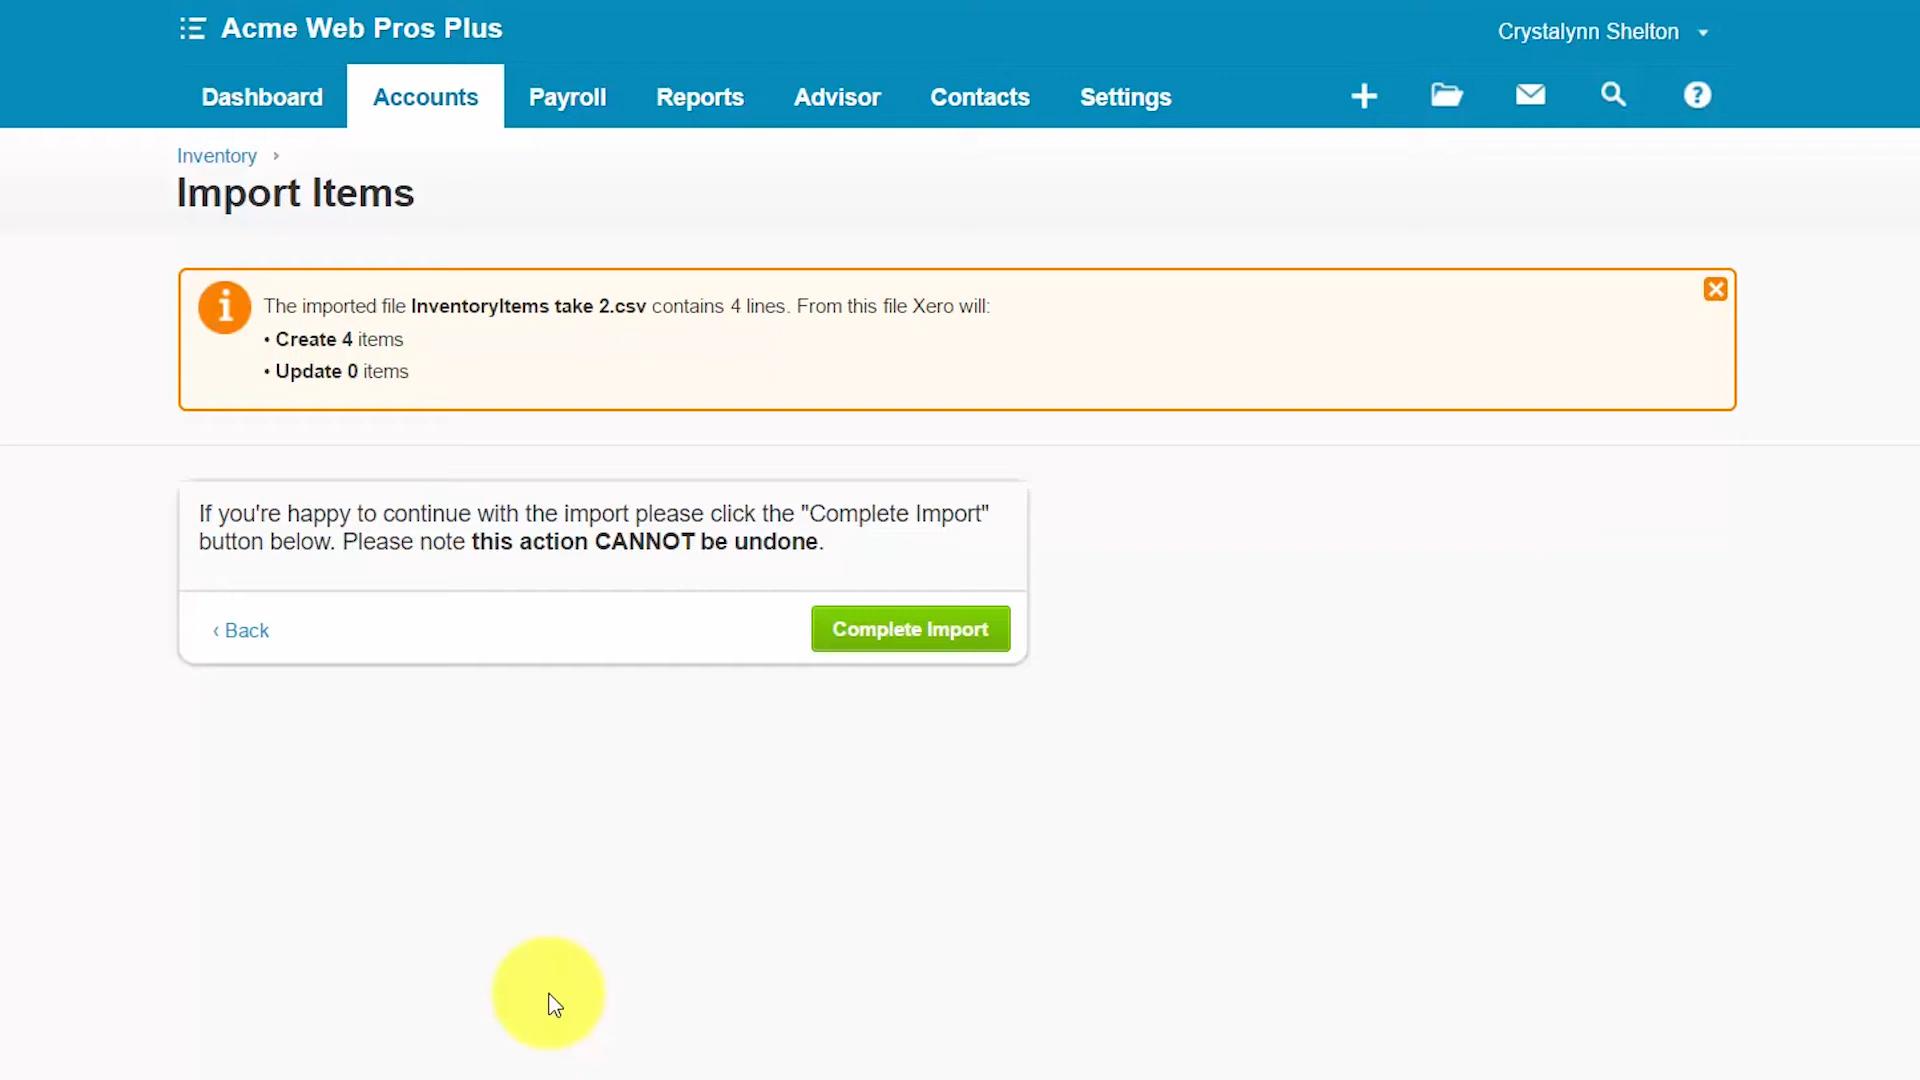 Acme Web Pros Plus
Crystalynn Shelton
Dashboard Accounts Payroll Reports Advisor Contacts Settings
Inventory ›
Import Items
The imported file InventoryItems take 2.csv contains 4 lines. From this file Xero will:
• Create 4 items
• Update 0 items
If you're happy to continue with the import please click the "Complete Import"
button below. Please note this action CANNOT be undone.
‹ Back
Complete Import